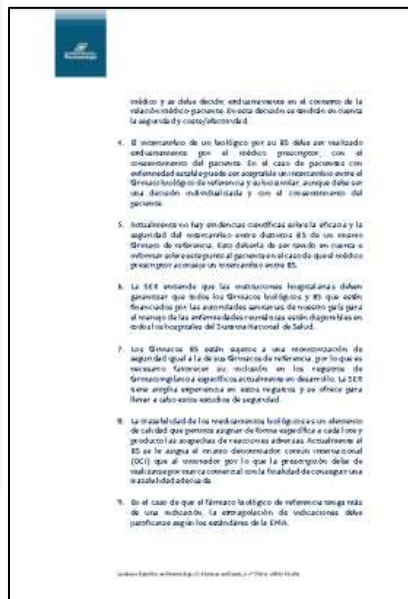 médico y se debe decidir exclusivamente en el contexto de la
relación médico-paciente. En esta decisión se tendrán en cuenta
la seguridad y coste/efectividad.
4. El intercambio de un biológico por su BS debe ser realizado
exclusivamente por el médico prescriptor, con el
consentimiento del paciente. En el caso de pacientes con
enfermedad estable puede ser aceptable un intercambio entre el
fármaco biológico de referencia y su biosimilar, aunque debe ser
una decisión individualizada y con el consentimiento del
paciente.
5. Actualmente no hay evidencias científicas sobre la eficacia y la
seguridad del intercambio entre distintos BS de un mismo
fármaco de referencia. Esto debería de ser tenido en cuenta e
informar sobre este punto al paciente en el caso de que el médico
prescriptor aconseje un intercambio entre BS.
6. La SER entiende que las instituciones hospitalarias deben
garantizar que todos los fármacos biológicos y BS que estén
financiados por las autoridades sanitarias de nuestro país para
el manejo de las enfermedades reumáticas estén disponibles en
todos los hospitales del Sistema Nacional de Salud.
7. Los fármacos BS están sujetos a una monitorización de
seguridad igual a la de sus fármacos de referencia, por lo que es
necesario favorecer su inclusión en los registros de
farmacovigilancia específicos actualmente en desarrollo. La SER
tiene amplia experiencia en estos registros y se ofrece para
llevar a cabo estos estudios de seguridad.
8. La trazabilidad de los medicamentos biológicos es un elemento
de calidad que permite asignar de forma específica a cada lote y
producto las sospechas de reacciones adversas. Actualmente al
BS se le asigna el mismo denominador común internacional
(DCI) que al innovador por lo que la prescripción debe de
realizarse por marca comercial con la finalidad de conseguir una
trazabilidad adecuada.
9. En el caso de que el fármaco biológico de referencia tenga más
de una indicación, la extrapolación de indicaciones debe
justificarse según los estándares de la EMA.